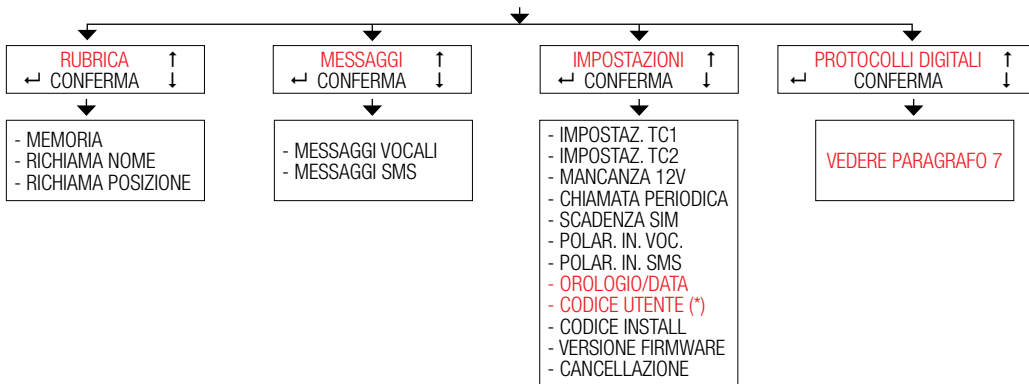 RUBRICA ↑
↵ CONFERMA ↓
- MEMORIA
- RICHIAMA NOME
- RICHIAMA POSIZIONE
MESSAGGI ↑
↵ CONFERMA ↓
- MESSAGGI VOCALI
- MESSAGGI SMS
IMPOSTAZIONI ↑
↵ CONFERMA ↓
- IMPOSTAZ. TC1
- IMPOSTAZ. TC2
- MANCANZA 12V
- CHIAMATA PERIODICA
- SCADENZA SIM
- POLAR. IN. VOC.
- POLAR. IN. SMS
- OROLOGIO/DATA
- CODICE UTENTE (*)
- CODICE INSTALL
- VERSIONE FIRMWARE
- CANCELLAZIONE
PROTOCOLLI DIGITALI ↑
↵ CONFERMA ↓
VEDERE PARAGRAFO 7